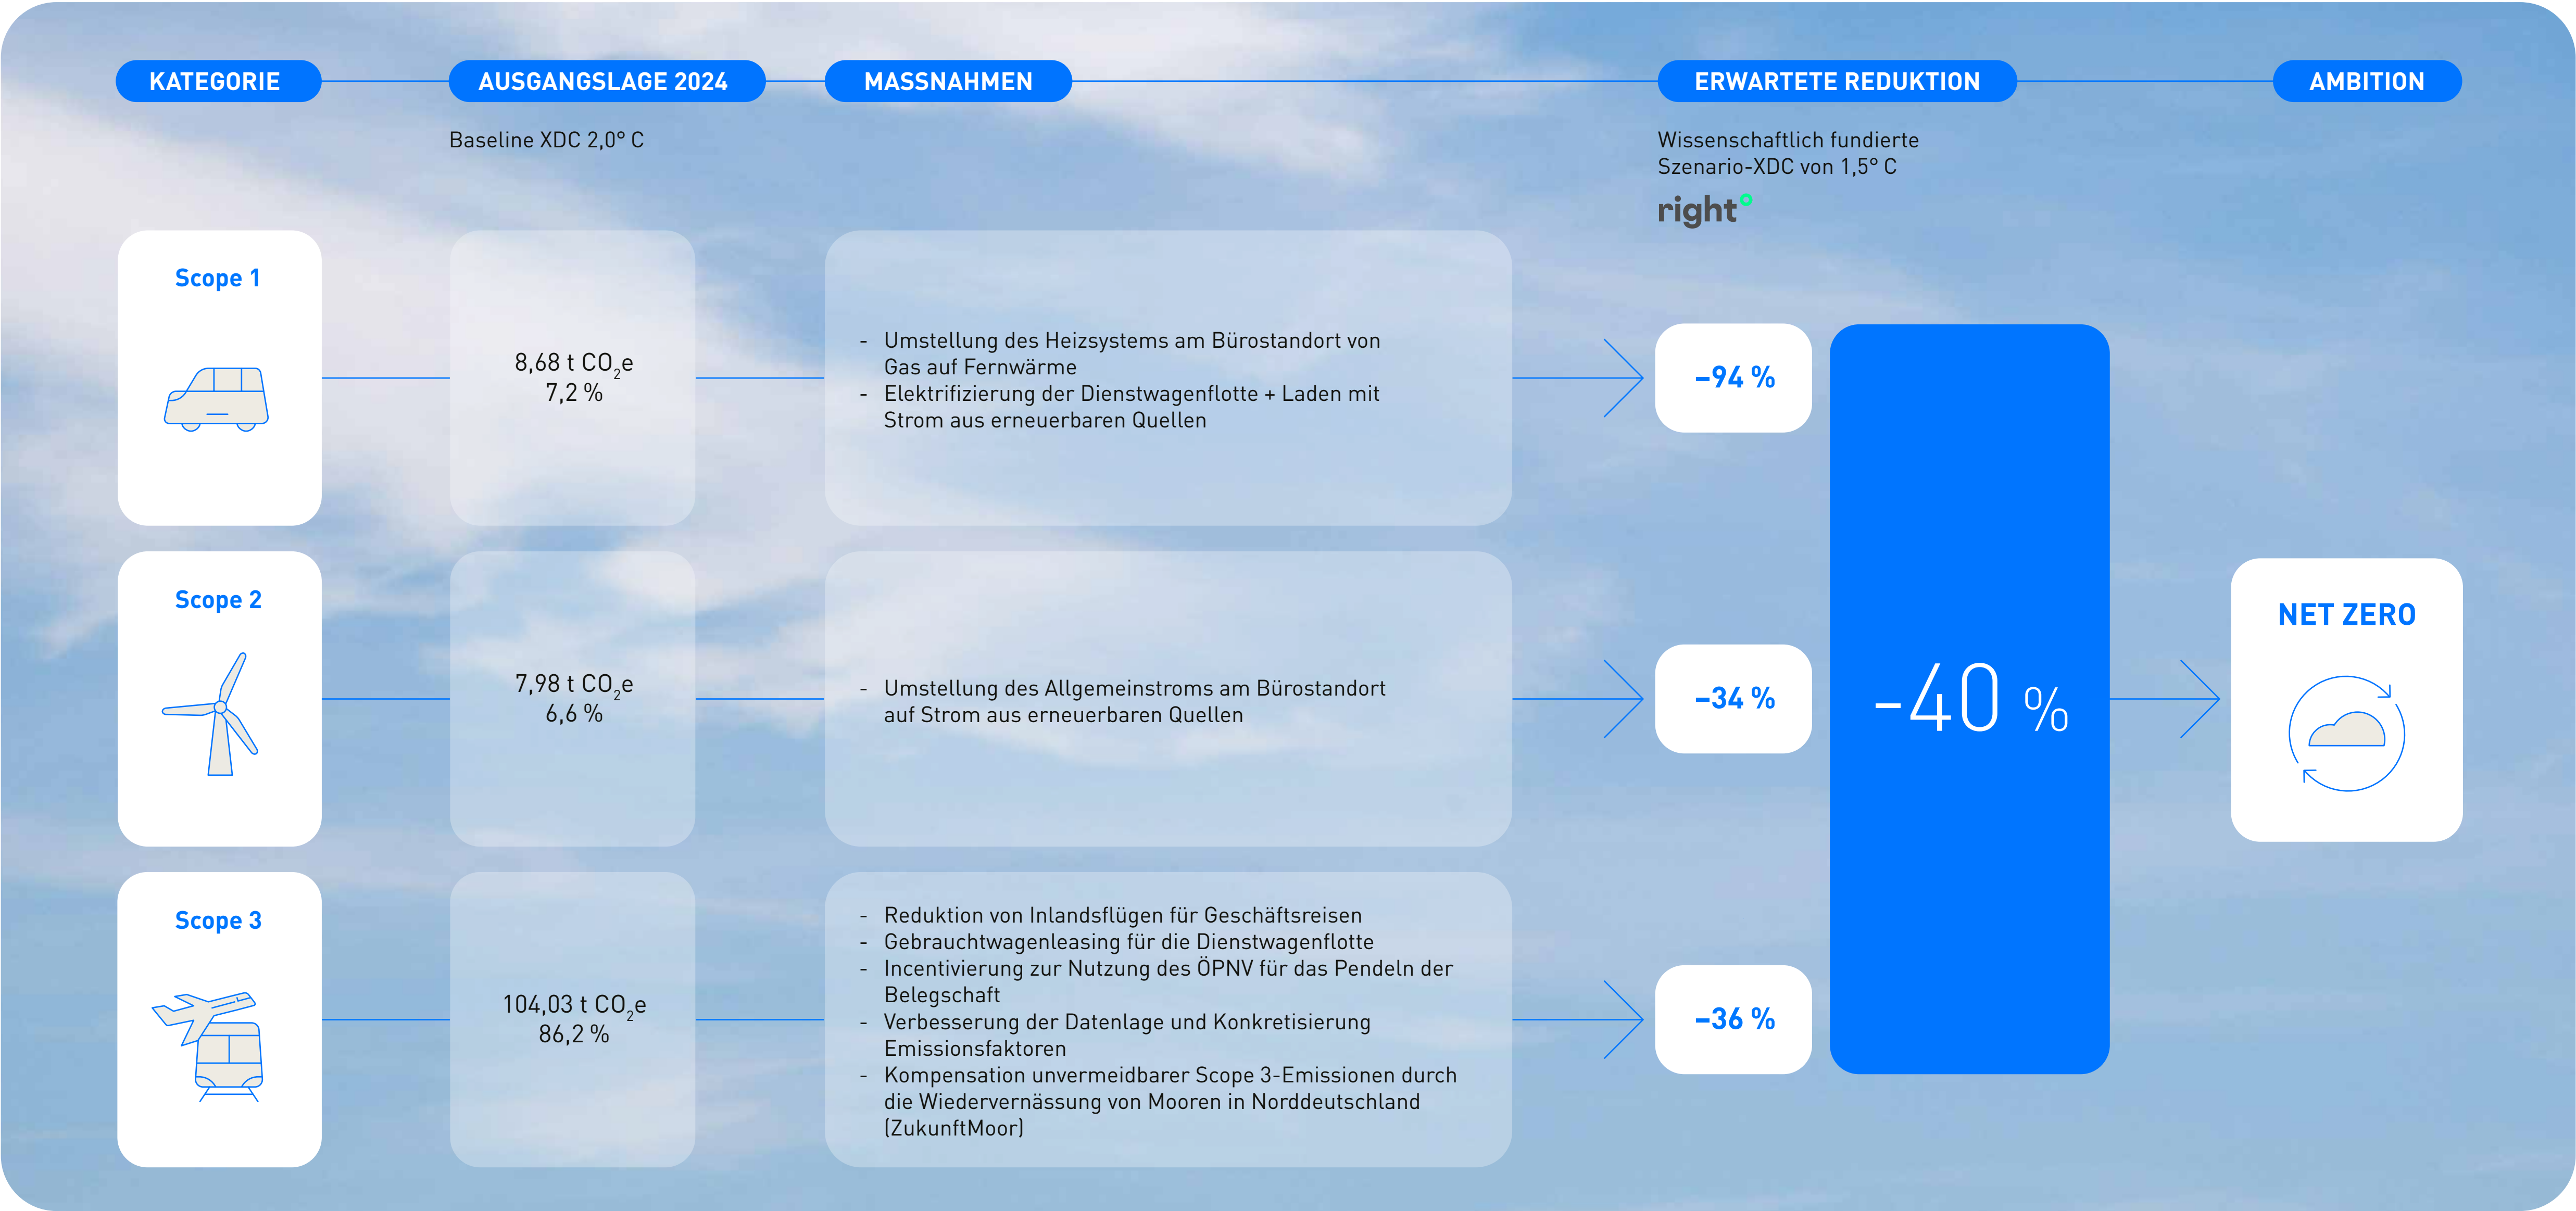 KATEGORIE
AUSGANGSLAGE 2024
MASSNAHMEN
ERWARTETE REDUKTION
AMBITION
Baseline XDC 2,0° C
Wissenschaftlich fundierte
Szenario-XDC von 1,5° C
right°
Scope 1
8,68 t CO₂e
7,2 %
- Umstellung des Heizsystems am Bürostandort von
Gas auf Fernwärme
- Elektrifizierung der Dienstwagenflotte + Laden mit
Strom aus erneuerbaren Quellen
–94 %
Scope 2
7,98 t CO₂e
6,6 %
- Umstellung des Allgemeinstroms am Bürostandort
auf Strom aus erneuerbaren Quellen
–34 %
–40 %
NET ZERO
Scope 3
104,03 t CO₂e
86,2 %
- Reduktion von Inlandsflügen für Geschäftsreisen
- Gebrauchtwagenleasing für die Dienstwagenflotte
- Incentivierung zur Nutzung des ÖPNV für das Pendeln der
Belegschaft
- Verbesserung der Datenlage und Konkretisierung
Emissionsfaktoren
- Kompensation unvermeidbarer Scope 3-Emissionen durch
die Wiedervernässung von Mooren in Norddeutschland
(ZukunftMoor)
–36 %